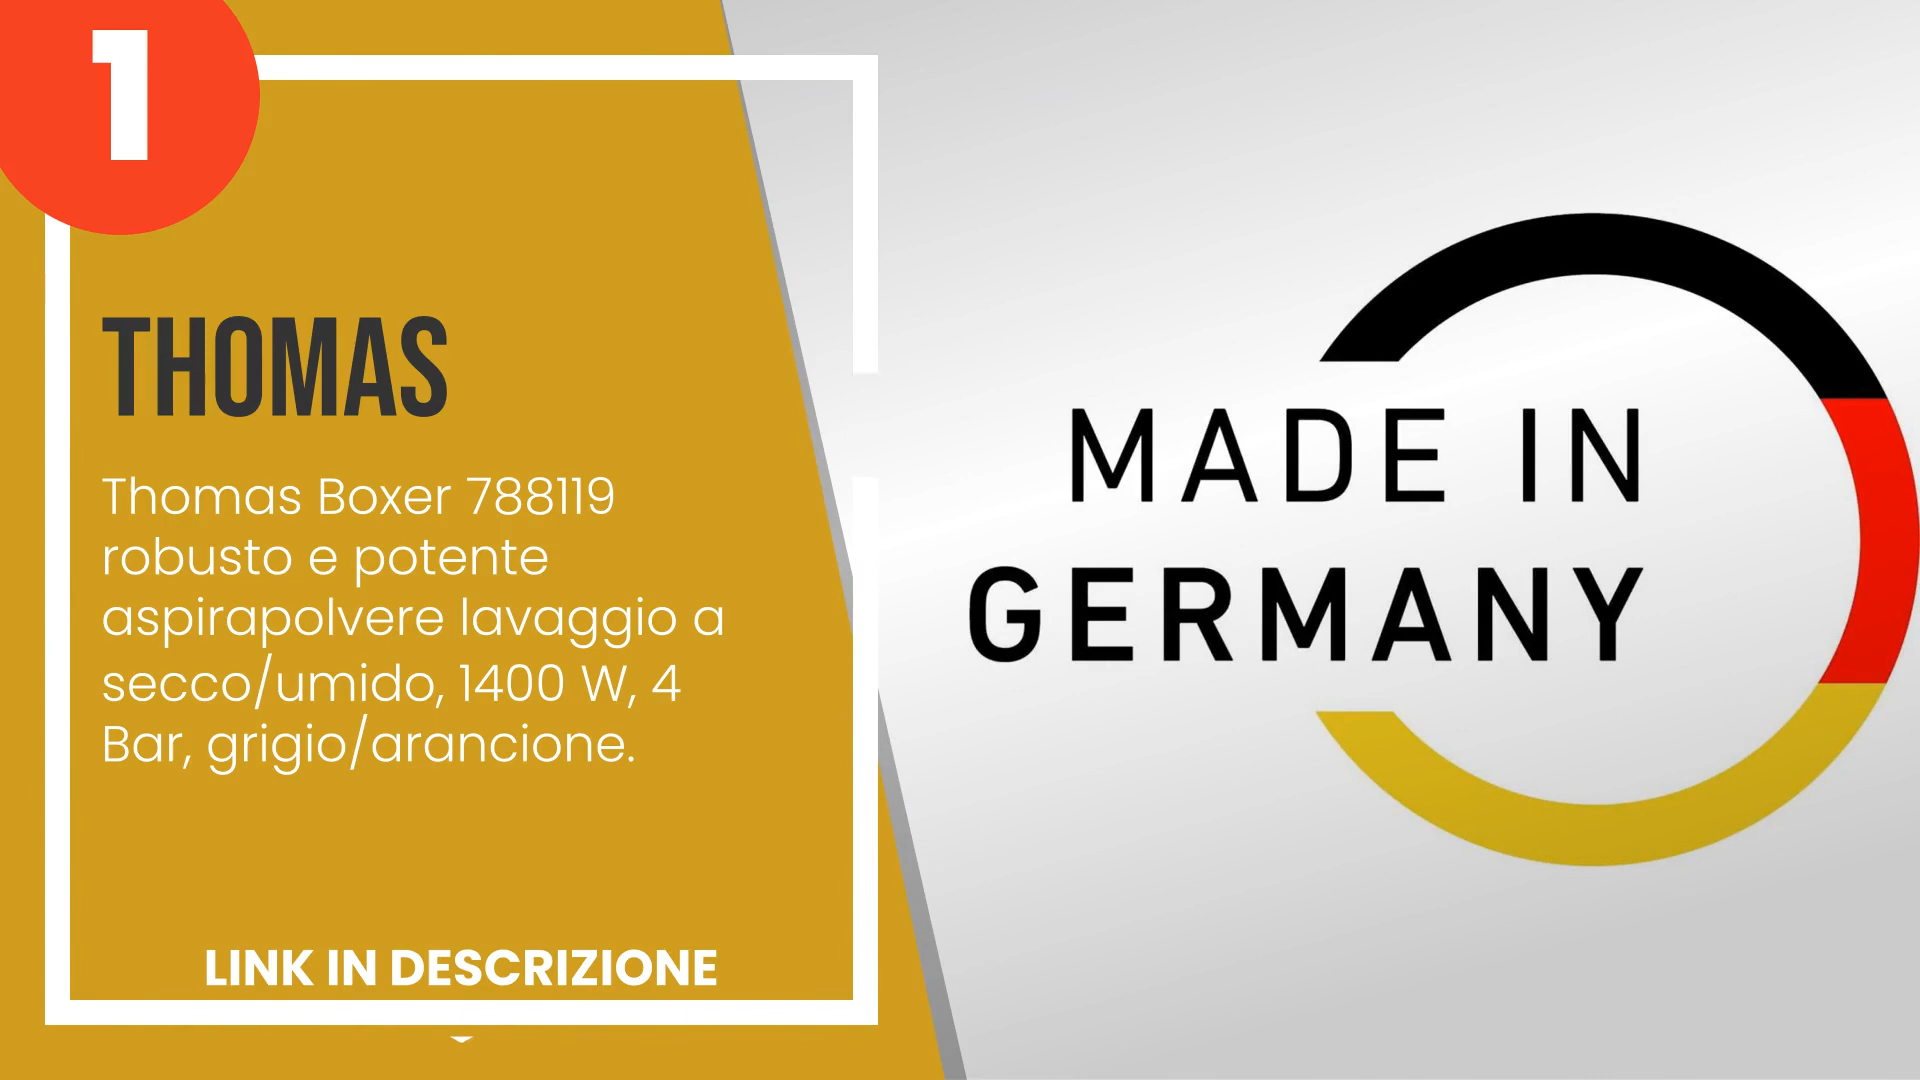 1
THOMAS
Thomas Boxer 788119
robusto e potente
aspirapolvere lavaggio a
secco/umido, 1400 W, 4
Bar, grigio/arancione.
LINK IN DESCRIZIONE
MADE IN
GERMANY